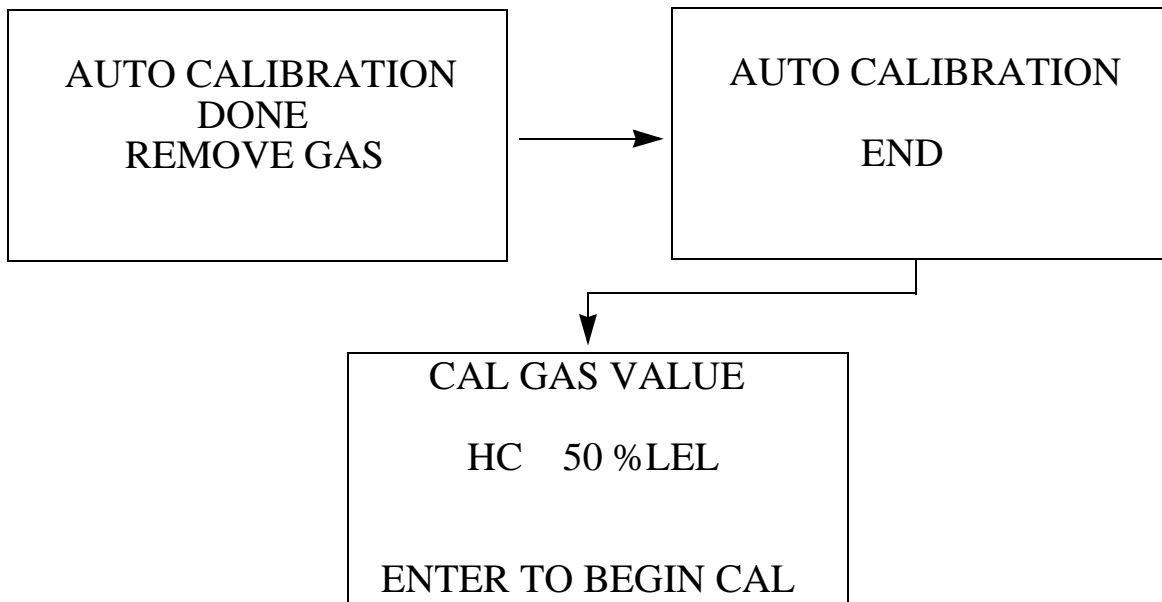 AUTO CALIBRATION
DONE
REMOVE GAS
AUTO CALIBRATION
END
CAL GAS VALUE
HC 50 %LEL
ENTER TO BEGIN CAL